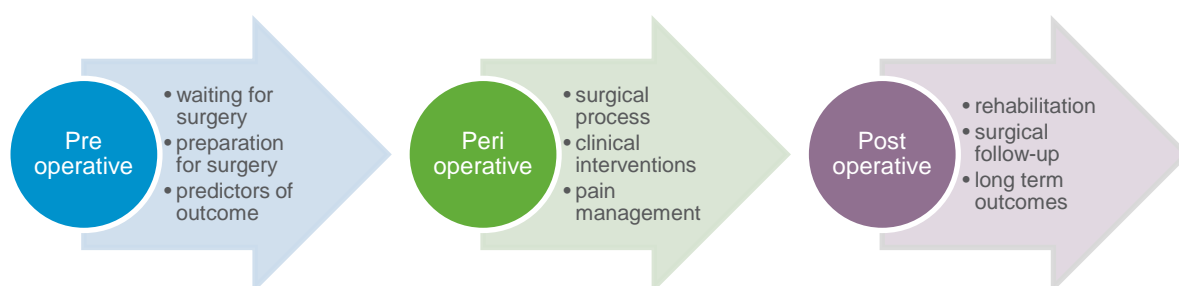 Pre
operative
• waiting for
surgery
• preparation
for surgery
• predictors of
outcome
Peri
operative
• surgical
process
• clinical
interventions
• pain
management
Post
operative
• rehabilitation
• surgical
follow-up
• long term
outcomes